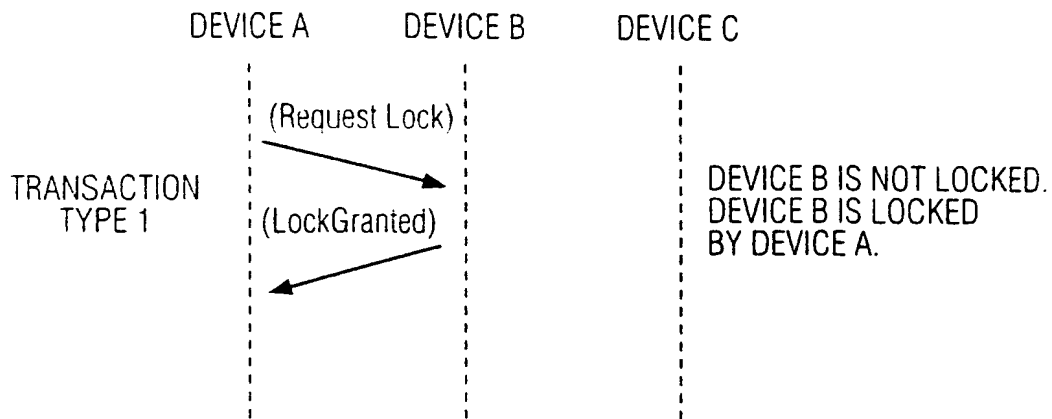 DEVICE A DEVICE B DEVICE C
(Request Lock)
TRANSACTION
TYPE 1
(LockGranted)
DEVICE B IS NOT LOCKED.
DEVICE B IS LOCKED
BY DEVICE A.